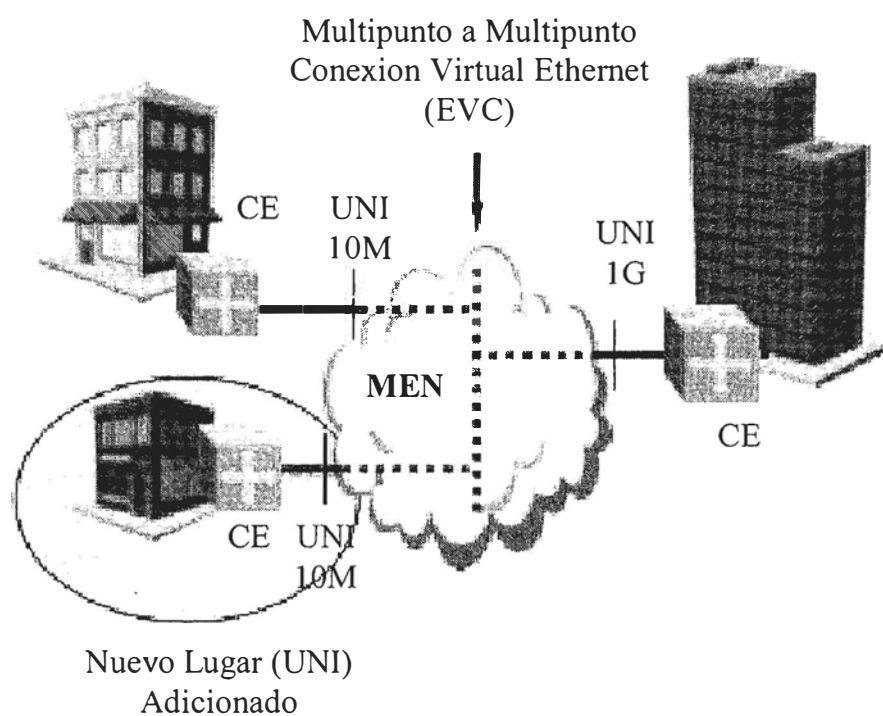 Multipunto a Multipunto
Conexion Virtual Ethernet
(EVC)
CE
UNI
10M
UNI
1G
MEN
CE
CE
UNI
10M
Nuevo Lugar (UNI)
Adicionado